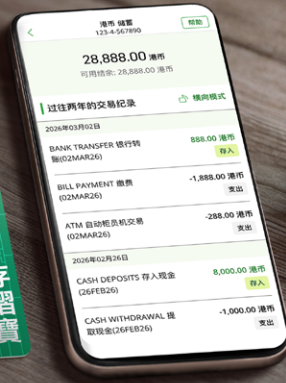 港币 储蓄
123-4-567890
帮助
28,888.00 港币
可用结余: 28,888.00 港币
过往两年的交易纪录
横向模式
2026年03月02日
BANK TRANSFER 银行转
账(02MAR26)
888.00 港币
存入
BILL PAYMENT 缴费
(02MAR26)
-1,888.00 港币
支出
ATM 自动柜员机交易
(02MAR26)
-288.00 港币
支出
2026年02月26日
CASH DEPOSITS 存入现金
(26FEB26)
8,000.00 港币
存入
CASH WITHDRAWAL 提
取现金(26FEB26)
-1,000.00 港币
支出
存
習
寶